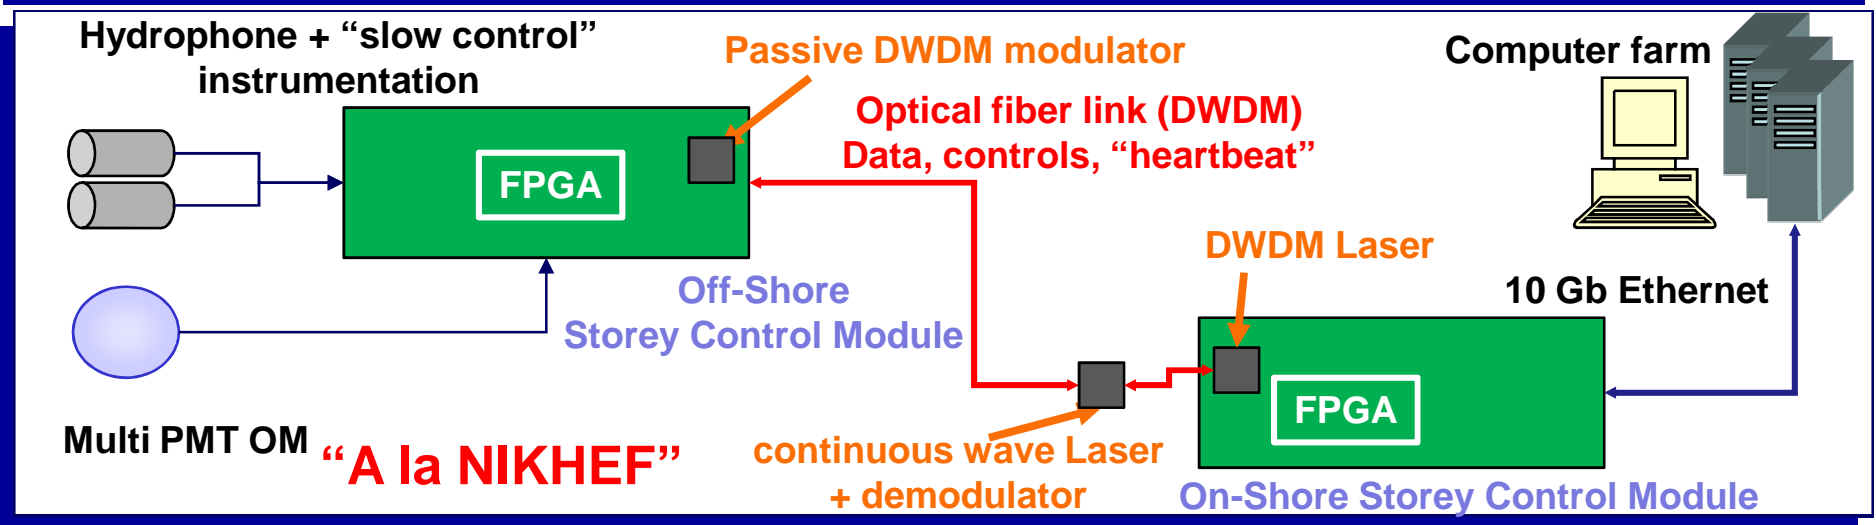 Hydrophone + “slow control”
instrumentation
Passive DWDM modulator
Computer farm
Optical fiber link (DWDM)
Data, controls, “heartbeat”
FPGA
DWDM Laser
Off-Shore
Storey Control Module
10 Gb Ethernet
FPGA
Multi PMT OM
“A la NIKHEF”
continuous wave Laser
+ demodulator
On-Shore Storey Control Module